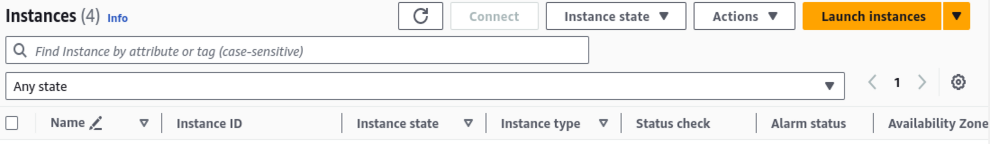 Instances (4) Info Connect Instance state Actions Launch instances
Find Instance by attribute or tag (case-sensitive)
Any state 1
Name Instance ID Instance state Instance type Status check Alarm status Availability Zone